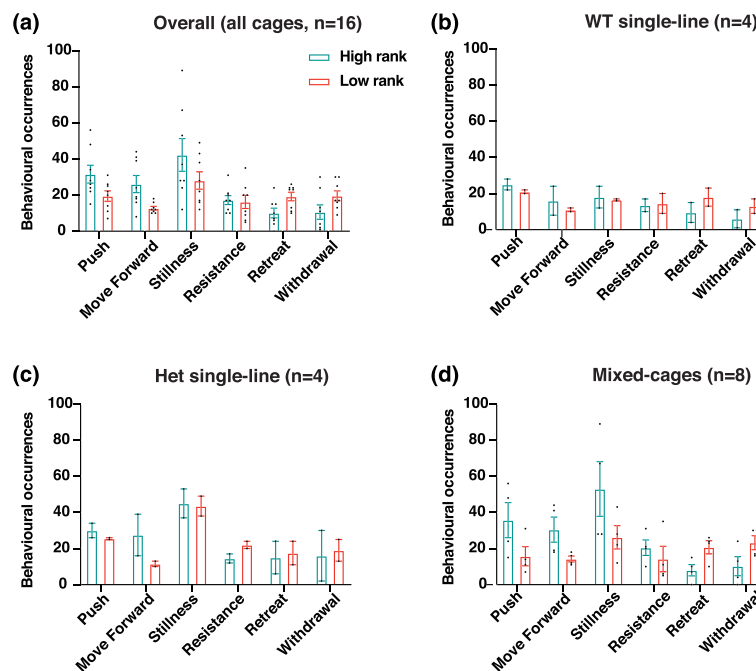 (a)
Overall (all cages, n=16)
High rank
Low rank
Behavioural occurrences
100
80
60
40
20
0
Push
Move Forward
Stillness
Resistance
Retreat
Withdrawal
(b)
WT single-line (n=4)
Behavioural occurrences
100
80
60
40
20
0
Push
Move Forward
Stillness
Resistance
Retreat
Withdrawal
(c)
Het single-line (n=4)
Behavioural occurrences
100
80
60
40
20
0
Push
Move Forward
Stillness
Resistance
Retreat
Withdrawal
(d)
Mixed-cages (n=8)
Behavioural occurrences
100
80
60
40
20
0
Push
Move Forward
Stillness
Resistance
Retreat
Withdrawal